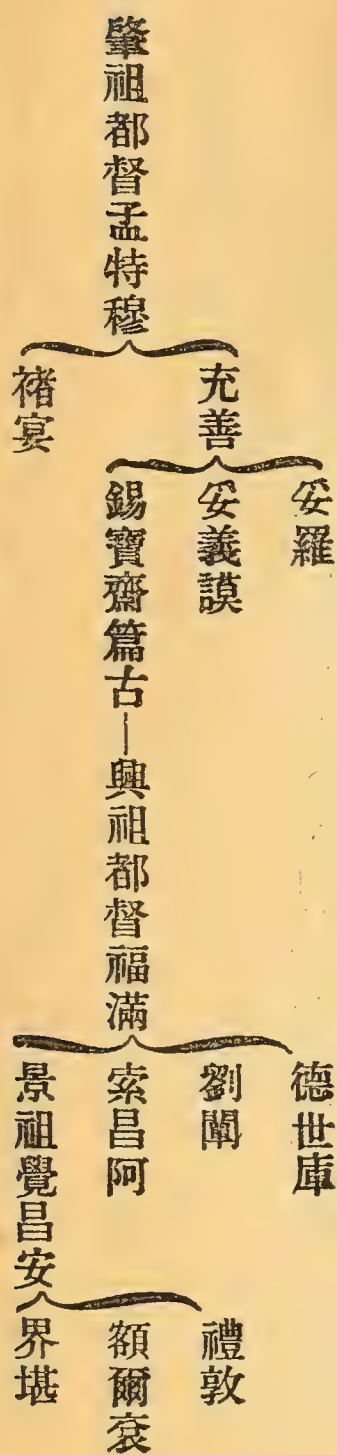 肇祖都督孟特穆
充善
褚宴
妥羅
妥義謨
錫寶齋篇古—興祖都督福滿
德世庫
劉闡
索昌阿
景祖覺昌安
禮敦
額爾袞
界堪